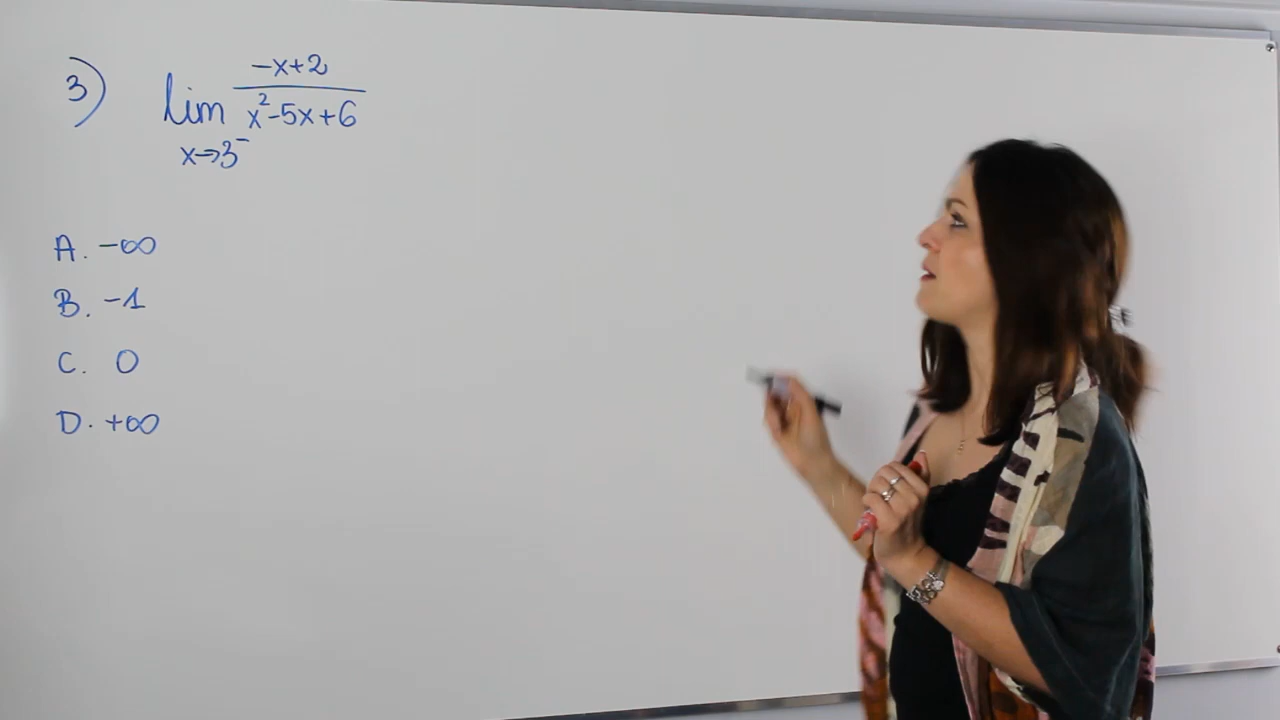 3) lim x→3⁻ (-x+2)/(x²-5x+6)
A. -∞
B. -1
C. 0
D. +∞